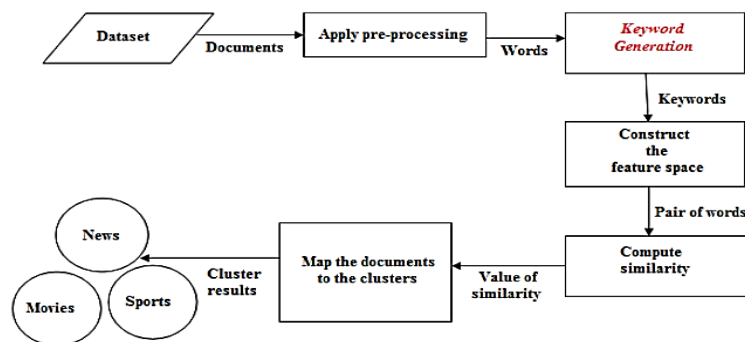 Dataset
Documents
Apply pre-processing
Words
Keyword
Generation
Keywords
Construct
the
feature space
Pair of words
Compute
similarity
Value of
similarity
Map the documents
to the clusters
Cluster
results
News
Movies
Sports